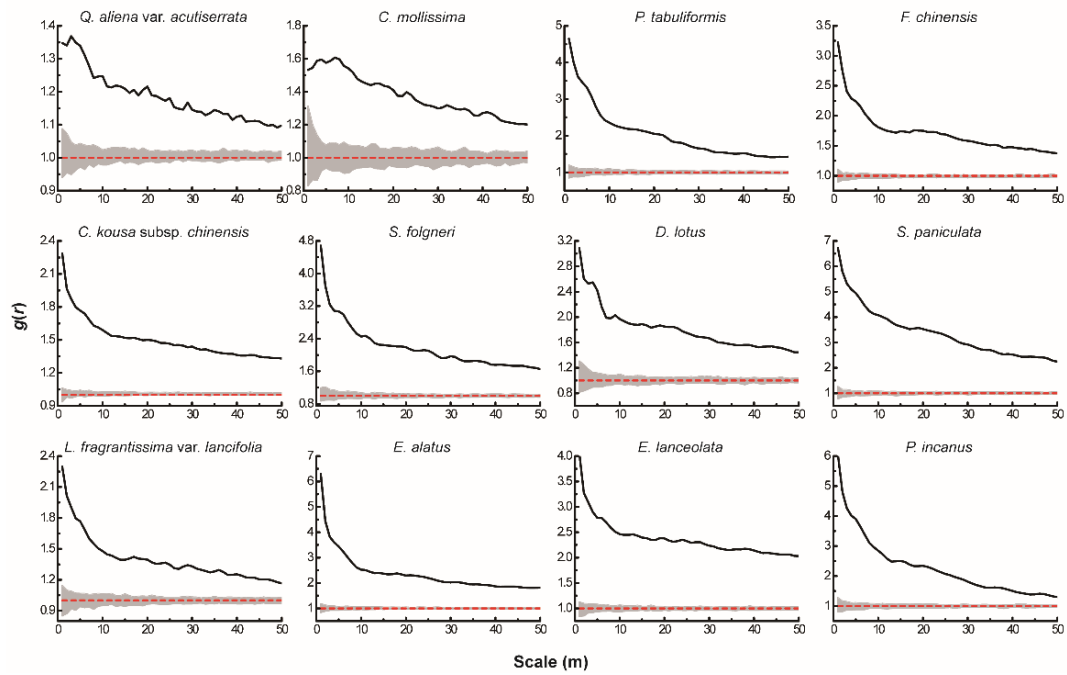 Q. aliena var. acutiserrata
1.4
1.3
1.2
1.1
1.0
0.9
0 10 20 30 40 50
C. mollissima
1.8
1.6
1.4
1.2
1.0
0.8
0 10 20 30 40 50
P. tabuliformis
5
4
3
2
1
0 10 20 30 40 50
F. chinensis
3.5
3.0
2.5
2.0
1.5
1.0
0 10 20 30 40 50
g(r)
C. kousa subsp. chinensis
2.4
2.1
1.8
1.5
1.2
0.9
0 10 20 30 40 50
S. folgneri
4.8
4.0
3.2
2.4
1.6
0.8
0 10 20 30 40 50
D. lotus
3.2
2.8
2.4
2.0
1.6
1.2
0.8
0 10 20 30 40 50
S. paniculata
7
6
5
4
3
2
1
0 10 20 30 40 50
L. fragrantissima var. lancifolia
2.4
2.1
1.8
1.5
1.2
0.9
0 10 20 30 40 50
E. alatus
7
6
5
4
3
2
1
0 10 20 30 40 50
E. lanceolata
4.0
3.5
3.0
2.5
2.0
1.5
1.0
0 10 20 30 40 50
P. incanus
6
5
4
3
2
1
0 10 20 30 40 50
Scale (m)